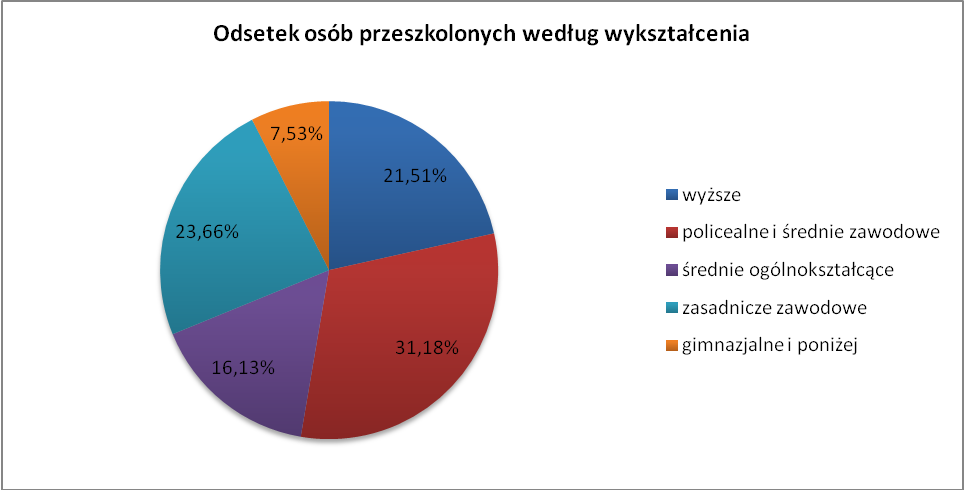 Odsetek osób przeszkolonych według wykształcenia
7,53%
21,51%
23,66%
31,18%
16,13%
wyższe
policealne i średnie zawodowe
średnie ogólnokształcące
zasadnicze zawodowe
gimnazjalne i poniżej